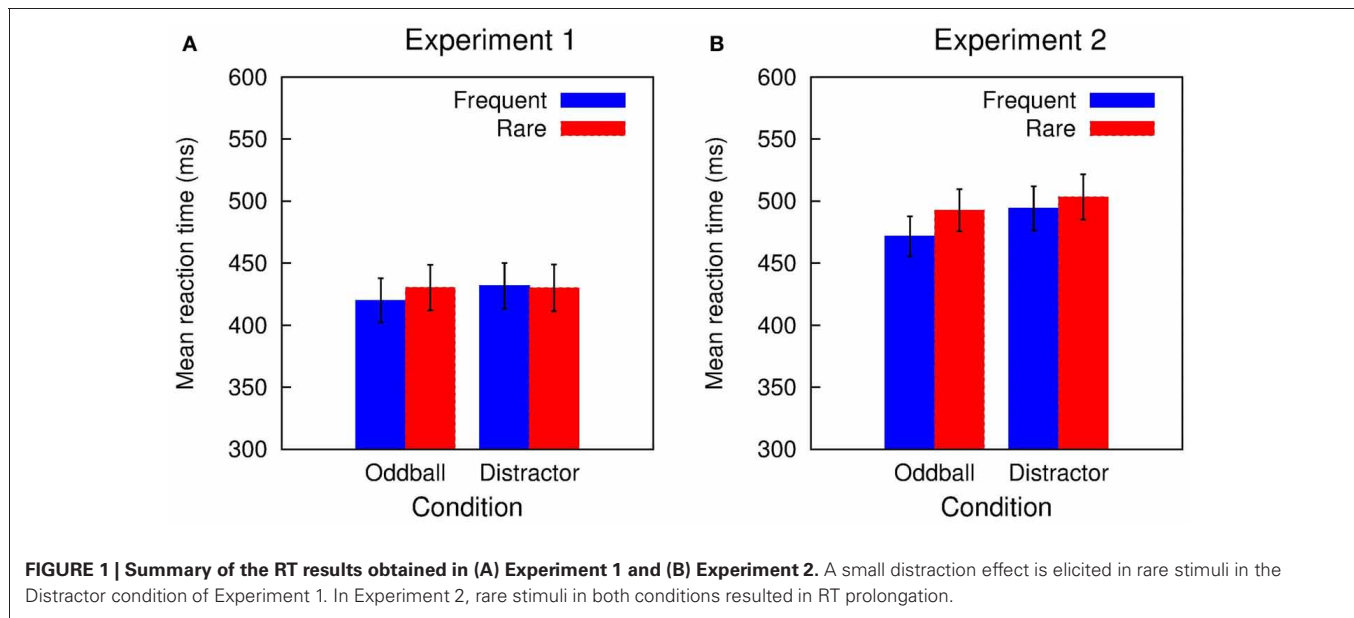 A
Experiment 1
600
550
500
450
400
350
300
Mean reaction time (ms)
Frequent
Rare
Oddball
Distractor
Condition
B
Experiment 2
600
550
500
450
400
350
300
Mean reaction time (ms)
Frequent
Rare
Oddball
Distractor
Condition
FIGURE 1 | Summary of the RT results obtained in (A) Experiment 1 and (B) Experiment 2. A small distraction effect is elicited in rare stimuli in the
Distractor condition of Experiment 1. In Experiment 2, rare stimuli in both conditions resulted in RT prolongation.